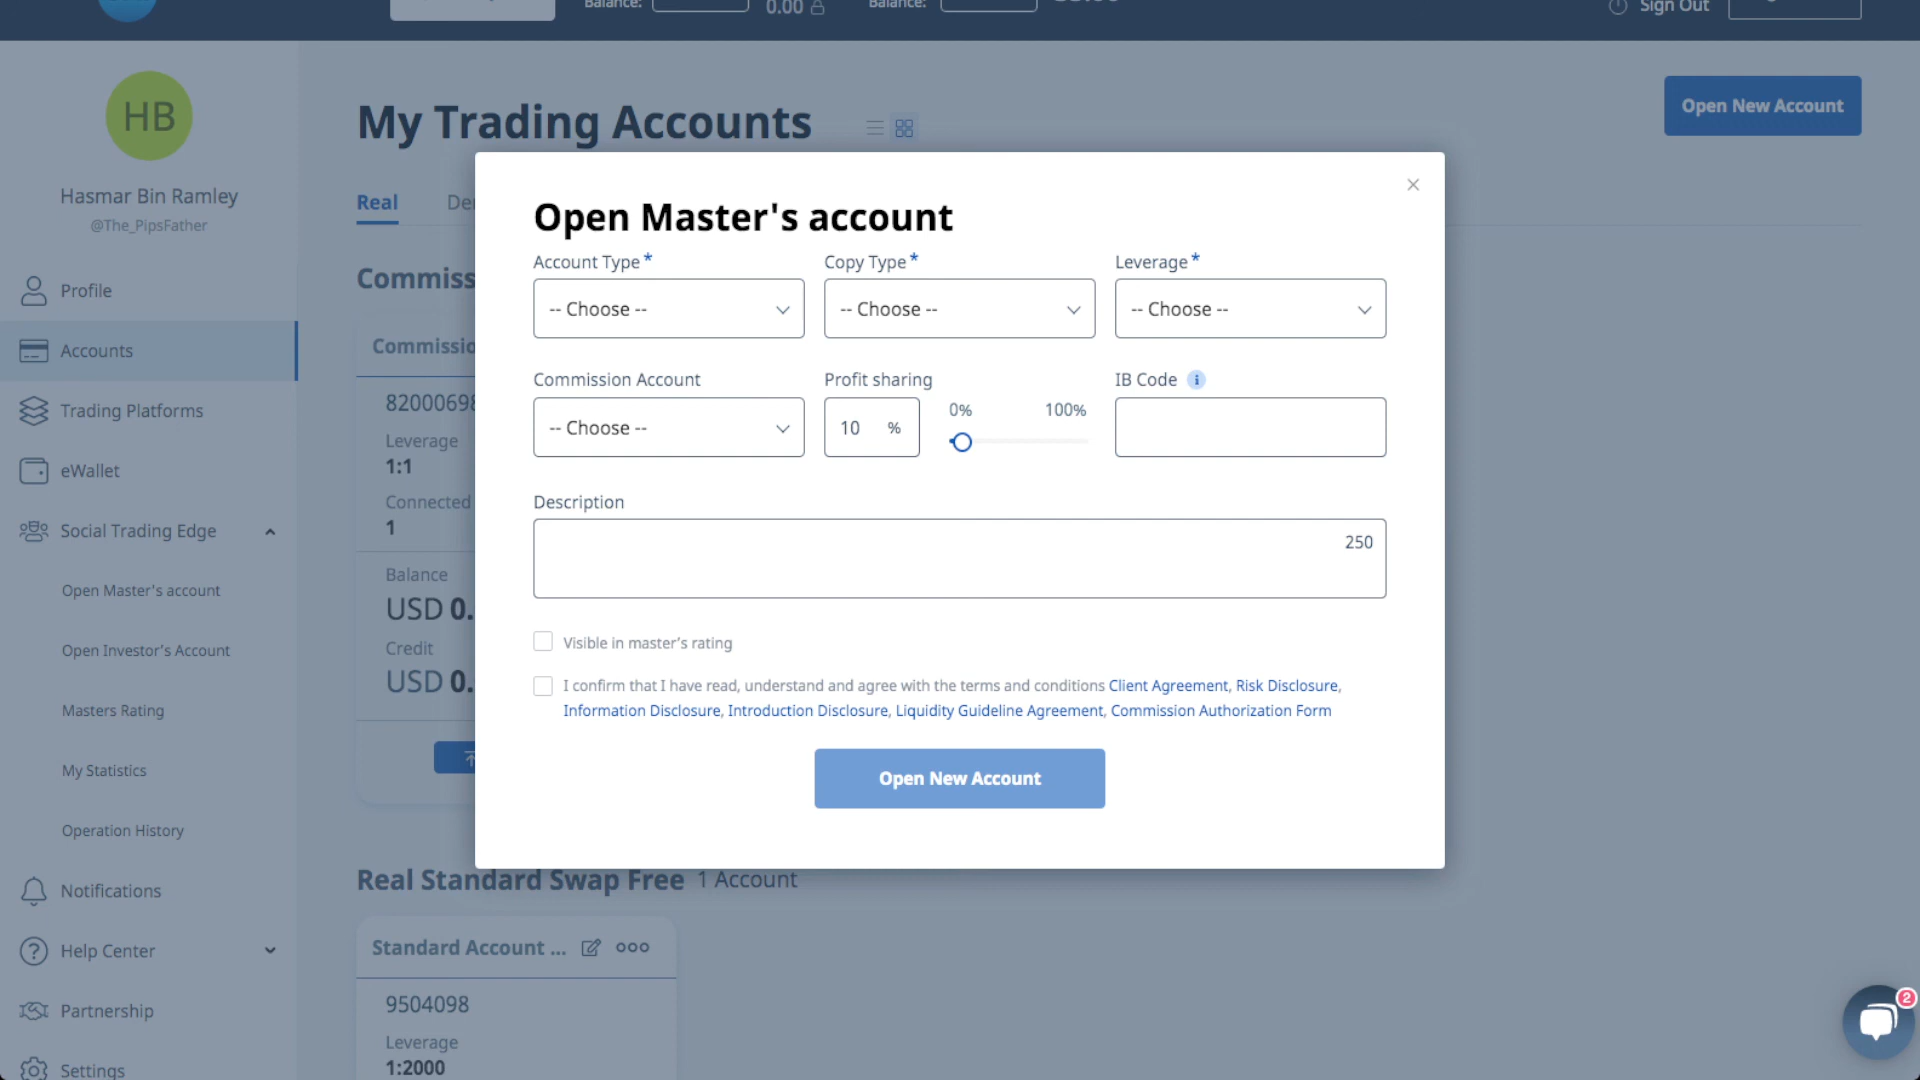 Balance:
0.00
Balance:
Sign Out
HB
Hasmar Bin Ramley
@The_PipsFather
Profile
Accounts
Trading Platforms
eWallet
Social Trading Edge
Open Master's account
Open Investor's Account
Masters Rating
My Statistics
Operation History
Notifications
Help Center
Partnership
Settings
My Trading Accounts
Open New Account
Real
Commiss
Commissio
8200069
Leverage
1:1
Connected
1
Balance
USD 0.
Credit
USD 0.
Open Master's account
Account Type*
Copy Type*
Leverage*
-- Choose --
-- Choose --
-- Choose --
Commission Account
Profit sharing
IB Code i
-- Choose --
10 %
0% 100%
Description
250
Visible in master's rating
I confirm that I have read, understand and agree with the terms and conditions Client Agreement, Risk Disclosure,
Information Disclosure, Introduction Disclosure, Liquidity Guideline Agreement, Commission Authorization Form
Open New Account
Real Standard Swap Free 1 Account
Standard Account ...
9504098
Leverage
1:2000
2